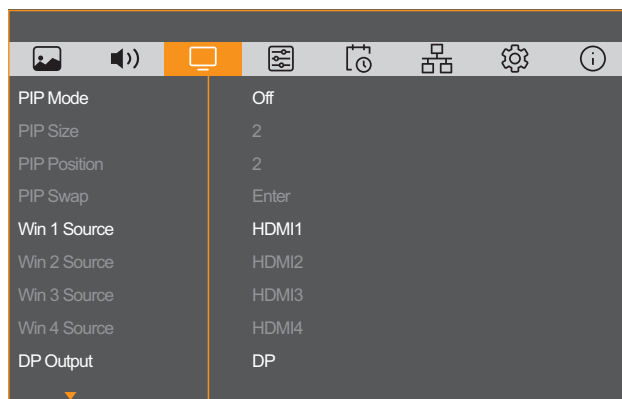 PIP Mode Off
PIP Size 2
PIP Position 2
PIP Swap Enter
Win 1 Source HDMI1
Win 2 Source HDMI2
Win 3 Source HDMI3
Win 4 Source HDMI4
DP Output DP